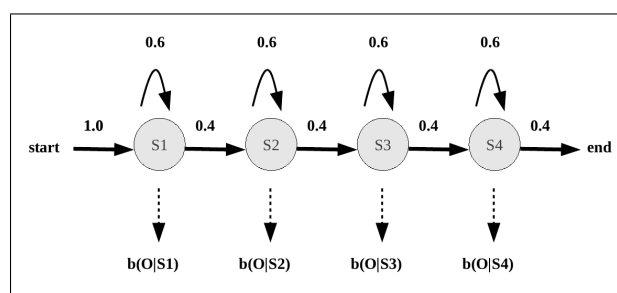 0.6 0.6 0.6 0.6
1.0 0.4 0.4 0.4 0.4
start S1 S2 S3 S4 end
b(O|S1) b(O|S2) b(O|S3) b(O|S4)